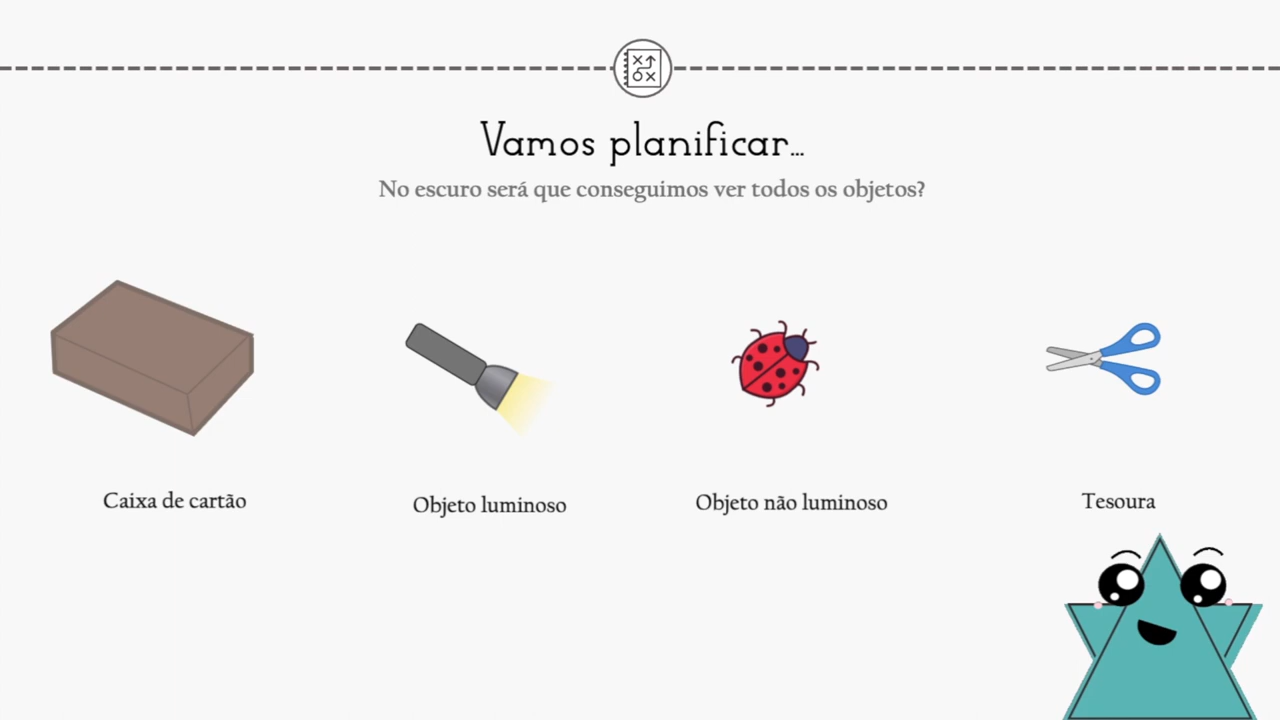 Vamos planificar...
No escuro será que conseguimos ver todos os objetos?
Caixa de cartão
Objeto luminoso
Objeto não luminoso
Tesoura